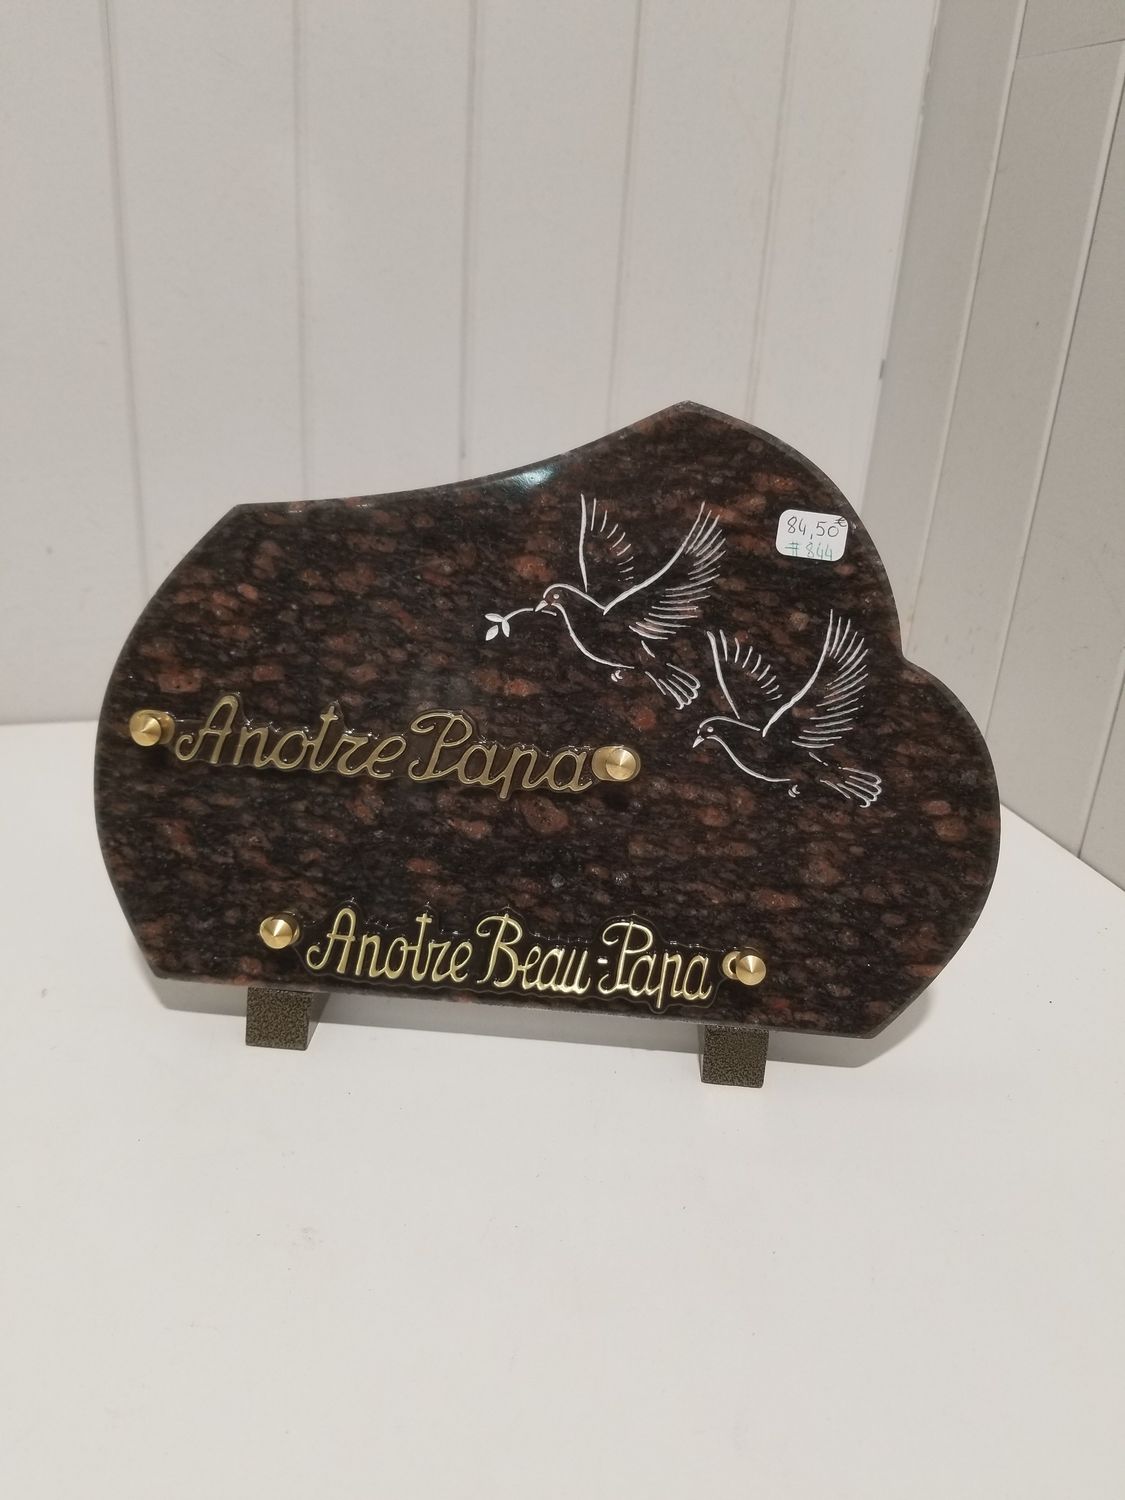 84,50€
#844
A notre Papa
A notre Beau-Papa